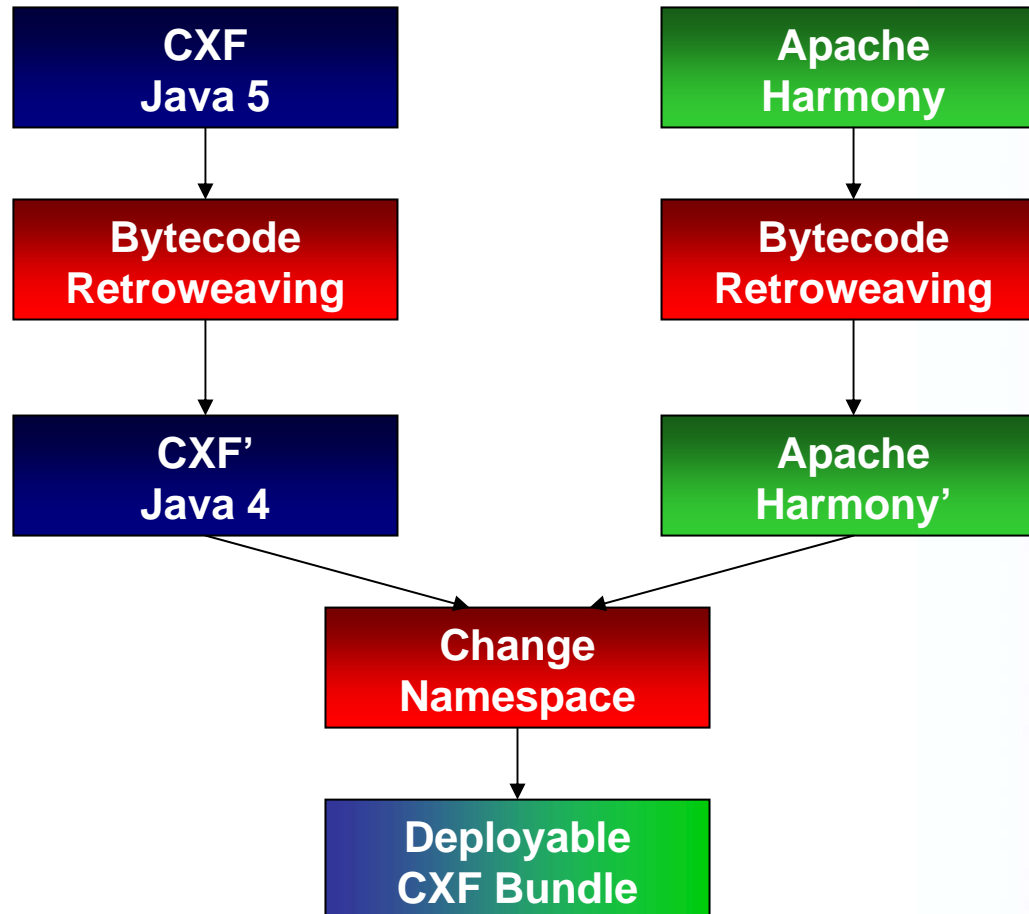 CXF
Java 5
Apache
Harmony
Bytecode
Retroweaving
Bytecode
Retroweaving
CXF’
Java 4
Apache
Harmony’
Change
Namespace
Deployable
CXF Bundle